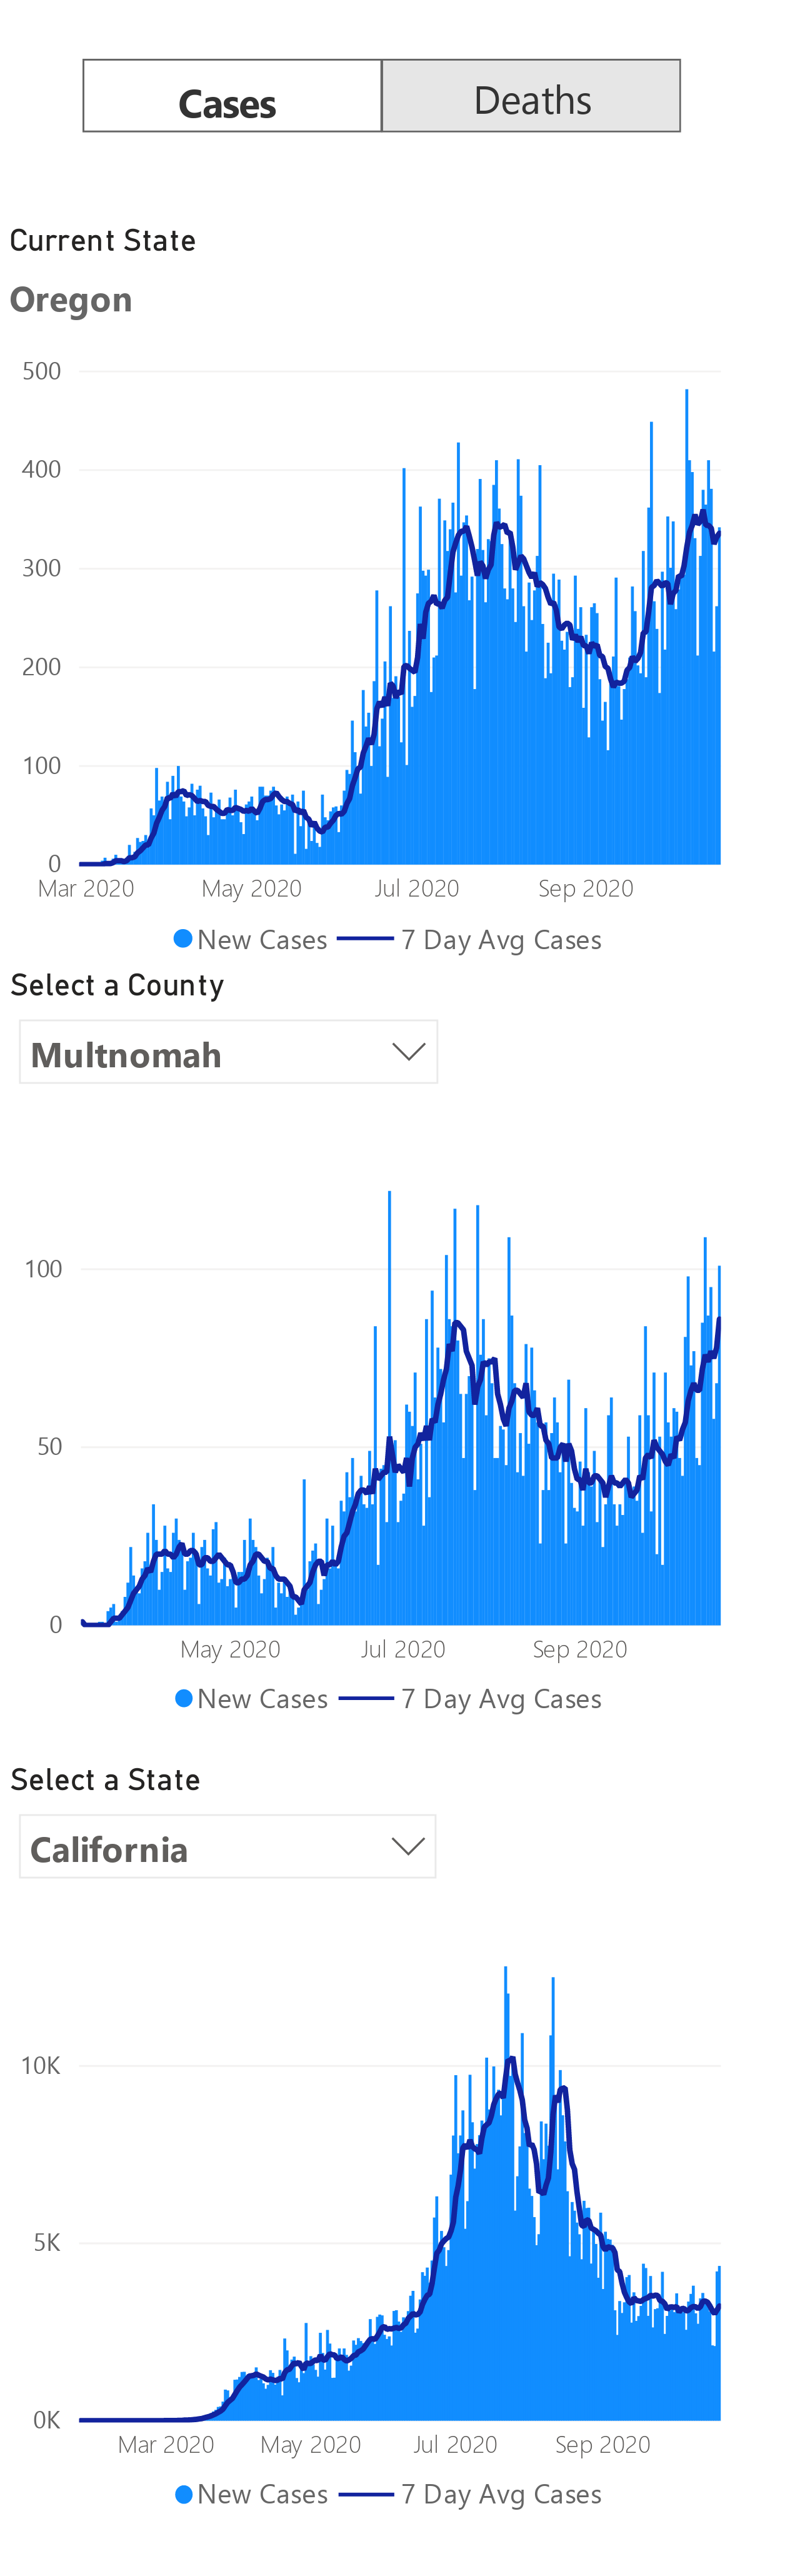 Cases Deaths
Current State
Oregon
500
400
300
200
100
0
Mar 2020 May 2020 Jul 2020 Sep 2020
New Cases 7 Day Avg Cases
Select a County
Multnomah
100
50
0
May 2020 Jul 2020 Sep 2020
New Cases 7 Day Avg Cases
Select a State
California
10K
5K
0K
Mar 2020 May 2020 Jul 2020 Sep 2020
New Cases 7 Day Avg Cases